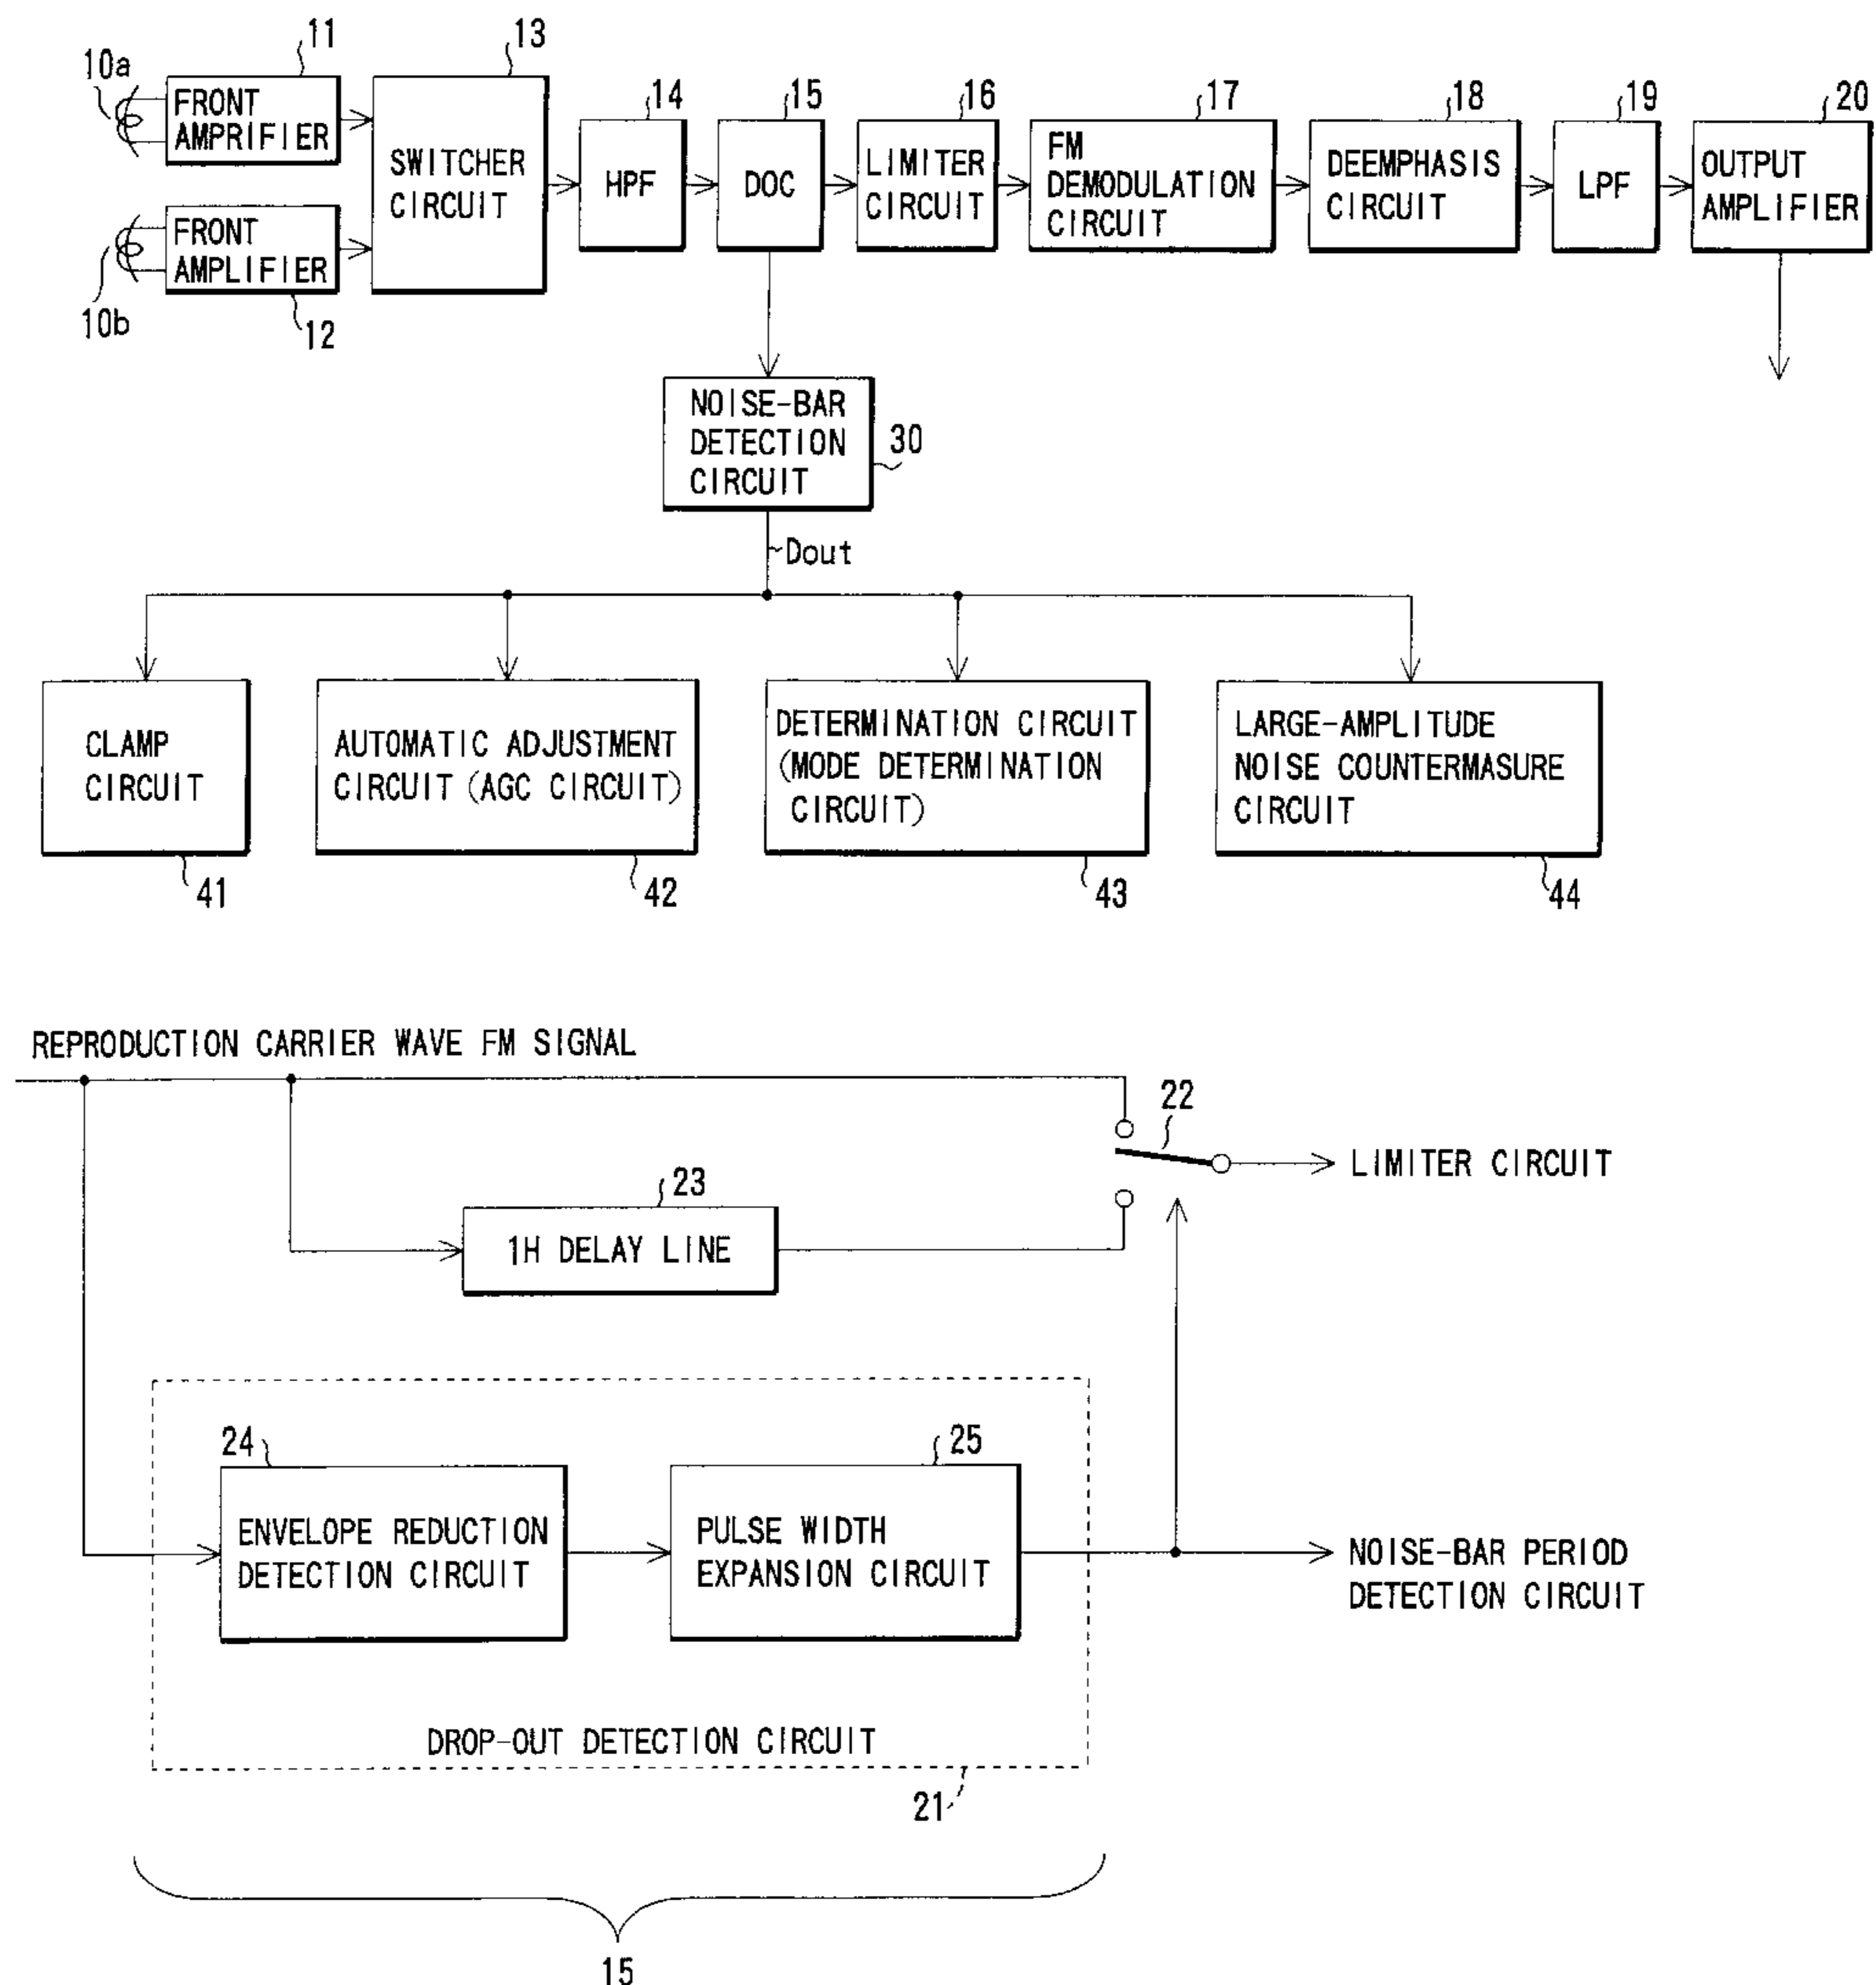 11
13
10a
FRONT
AMPRIFIER
14
15
16
17
18
19
20
SWITCHER
CIRCUIT
HPF
DOC
LIMITER
CIRCUIT
FM
DEMODULATION
CIRCUIT
DEEMPHASIS
CIRCUIT
LPF
OUTPUT
AMPLIFIER
FRONT
AMPLIFIER
10b
12
NOISE-BAR
DETECTION
CIRCUIT
30
Dout
CLAMP
CIRCUIT
AUTOMATIC ADJUSTMENT
CIRCUIT (AGC CIRCUIT)
DETERMINATION CIRCUIT
(MODE DETERMINATION
CIRCUIT)
LARGE-AMPLITUDE
NOISE COUNTERMASURE
CIRCUIT
41
42
43
44
REPRODUCTION CARRIER WAVE FM SIGNAL
22
LIMITER CIRCUIT
23
1H DELAY LINE
24
25
ENVELOPE REDUCTION
DETECTION CIRCUIT
PULSE WIDTH
EXPANSION CIRCUIT
NOISE-BAR PERIOD
DETECTION CIRCUIT
DROP-OUT DETECTION CIRCUIT
21
15